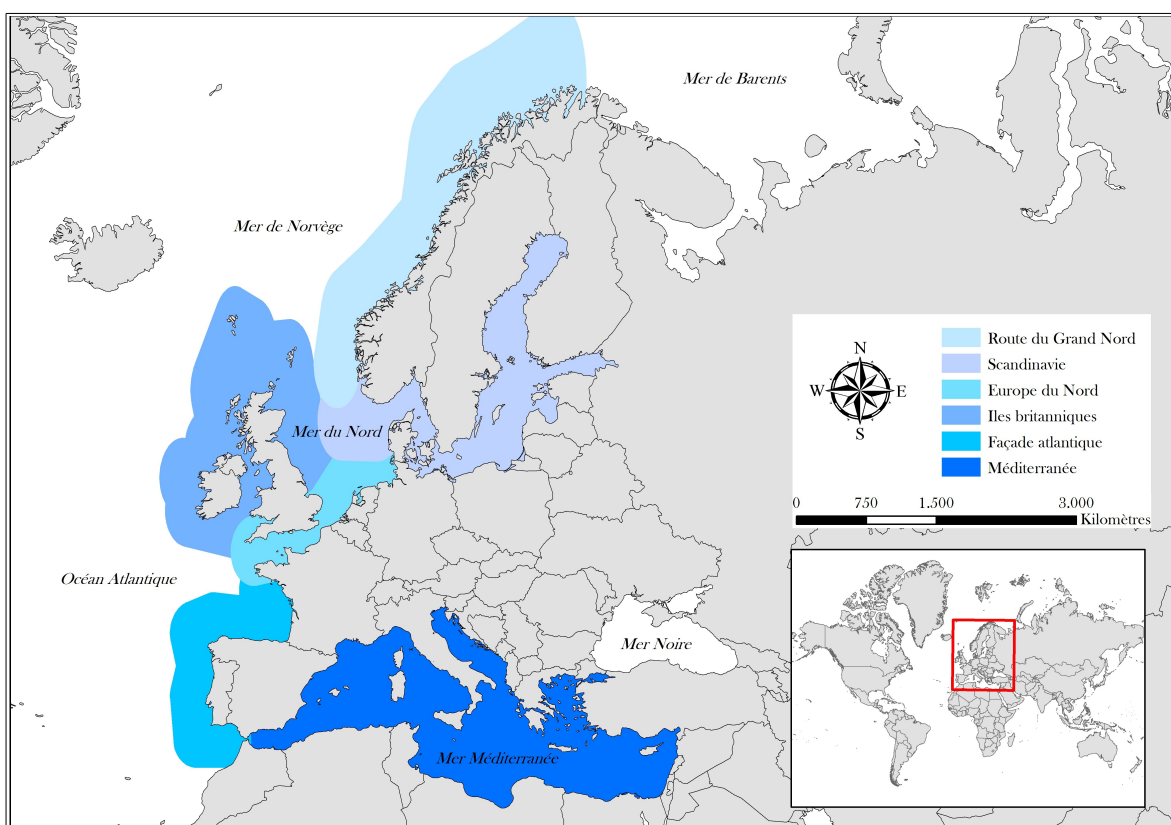 Mer de Barents
Mer de Norvège
Mer du Nord
Océan Atlantique
Mer Noire
Mer Méditerranée
N
W E
S
Route du Grand Nord
Scandinavie
Europe du Nord
Iles britanniques
Façade atlantique
Méditerranée
0 750 1.500 3.000
Kilomètres